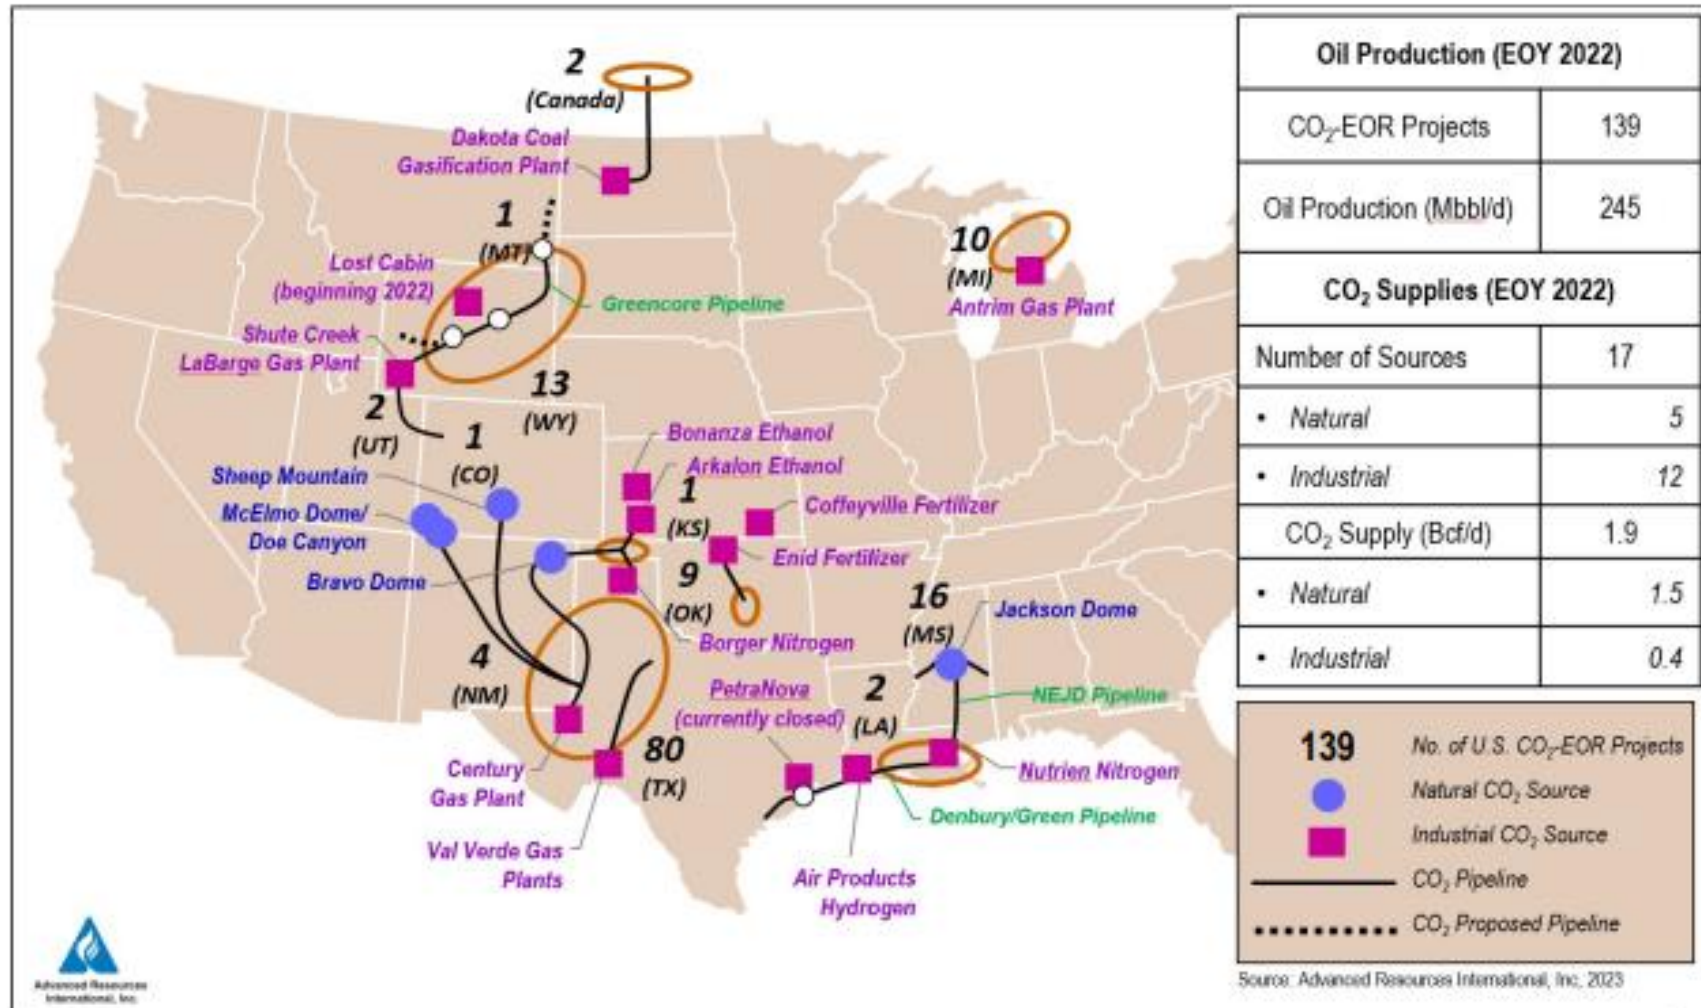 2
(Canada)
Dakota Coal
Gasification Plant
1
(MT)
Lost Cabin
(beginning 2022)
Greencore Pipeline
Shute Creek
LaBarge Gas Plant
13
(WY)
2
(UT)
1
(CO)
10
(MI)
Antrim Gas Plant
Bonanza Ethanol
Arkalon Ethanol
1
(KS)
Coffeyville Fertilizer
Enid Fertilizer
Sheep Mountain
McElmo Dome/
Doe Canyon
Bravo Dome
9
(OK)
Borger Nitrogen
16
(MS)
Jackson Dome
4
(NM)
PetraNova
(currently closed)
2
(LA)
NEJD Pipeline
80
(TX)
Century
Gas Plant
Val Verde Gas
Plants
Nutrien Nitrogen
Denbury/Green Pipeline
Air Products
Hydrogen
Advanced Resources
International, Inc.
Oil Production (EOY 2022)
CO₂-EOR Projects 139
Oil Production (Mbbl/d) 245
CO₂ Supplies (EOY 2022)
Number of Sources 17
• Natural 5
• Industrial 12
CO₂ Supply (Bcf/d) 1.9
• Natural 1.5
• Industrial 0.4
139 No. of U.S. CO₂-EOR Projects
Natural CO₂ Source
Industrial CO₂ Source
CO₂ Pipeline
CO₂ Proposed Pipeline
Source: Advanced Resources International, Inc, 2023